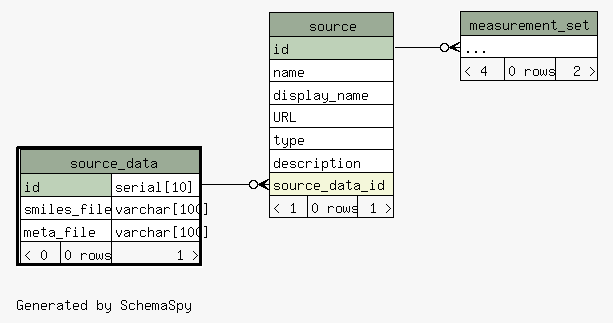 source
id
name
display_name
URL
type
description
source_data_id
< 1 0 rows 1 >
measurement_set
...
< 4 0 rows 2 >
source_data
id serial[10]
smiles_file varchar[100]
meta_file varchar[100]
< 0 0 rows 1 >
Generated by SchemaSpy